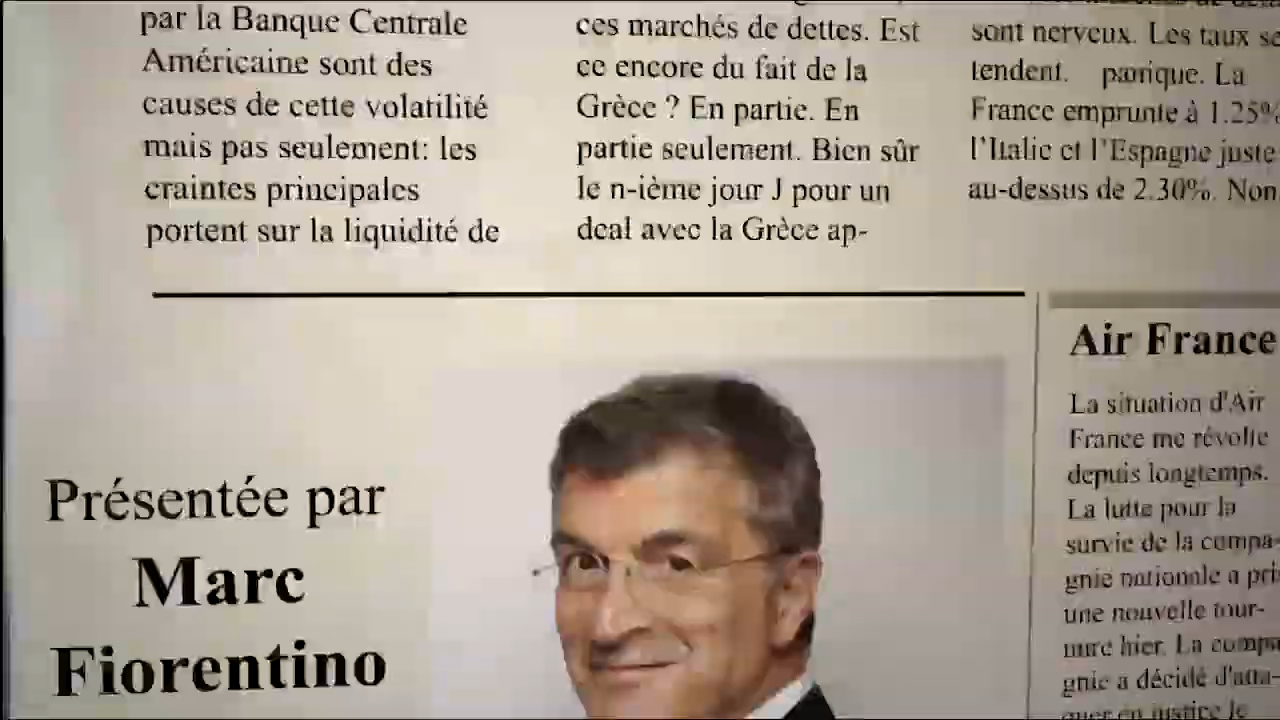 par la Banque Centrale
Américaine sont des
causes de cette volatilité
mais pas seulement: les
craintes principales
portent sur la liquidité de
ces marchés de dettes. Est
ce encore du fait de la
Grèce ? En partie. En
partie seulement. Bien sûr
le n-ième jour J pour un
deal avec la Grèce ap-
sont nerveux. Les taux se
tendent. panique. La
France emprunte à 1.25%
l'Italie et l'Espagne juste
au-dessus de 2.30%. Non
Présentée par
Marc
Fiorentino
Air France
La situation d'Air
France me révolte
depuis longtemps.
La lutte pour la
survie de la compa-
gnie nationale a pris
une nouvelle tour-
nure hier. La compa
gnie a décidé d'atta-
quer en justice le